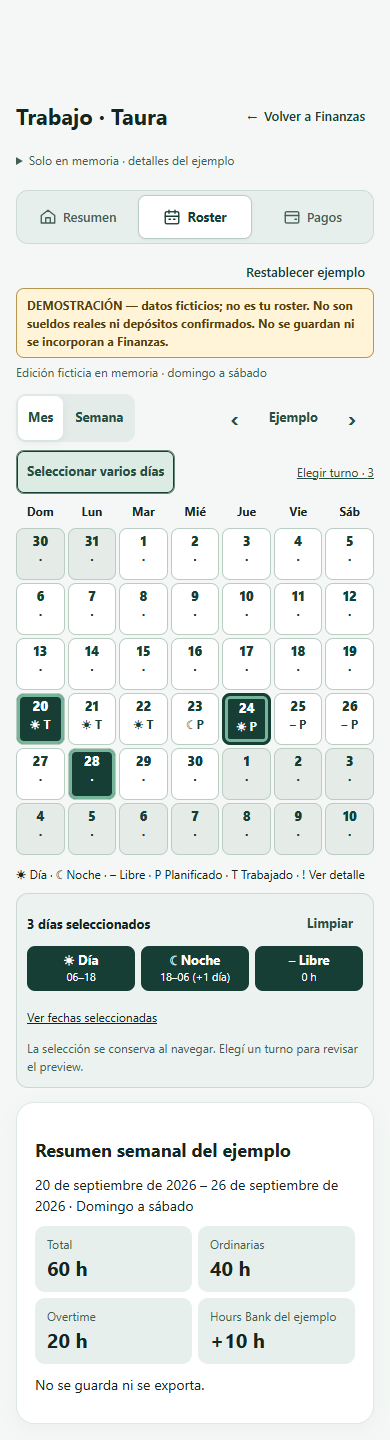 Trabajo · Taura
← Volver a Finanzas
▶ Solo en memoria · detalles del ejemplo
Resumen
Roster
Pagos
Restablecer ejemplo
DEMOSTRACIÓN — datos ficticios; no es tu roster. No son
sueldos reales ni depósitos confirmados. No se guardan ni
se incorporan a Finanzas.
Edición ficticia en memoria · domingo a sábado
Mes Semana
‹ Ejemplo ›
Seleccionar varios días
Elegir turno · 3
Dom Lun Mar Mié Jue Vie Sáb
30 31 1 2 3 4 5
· · · · · · ·
6 7 8 9 10 11 12
· · · · · · ·
13 14 15 16 17 18 19
· · · · · · ·
20 21 22 23 24 25 26
☀ T ☀ T ☀ T ☾ P ☀ P – P – P
27 28 29 30 1 2 3
· · · · · · ·
4 5 6 7 8 9 10
· · · · · · ·
☀ Día · ☾ Noche · – Libre · P Planificado · T Trabajado · ! Ver detalle
3 días seleccionados
Limpiar
☀ Día ☾ Noche – Libre
06–18 18–06 (+1 día) 0 h
Ver fechas seleccionadas
La selección se conserva al navegar. Elegí un turno para revisar
el preview.
Resumen semanal del ejemplo
20 de septiembre de 2026 – 26 de septiembre de
2026 · Domingo a sábado
Total
60 h
Ordinarias
40 h
Overtime
20 h
Hours Bank del ejemplo
+10 h
No se guarda ni se exporta.